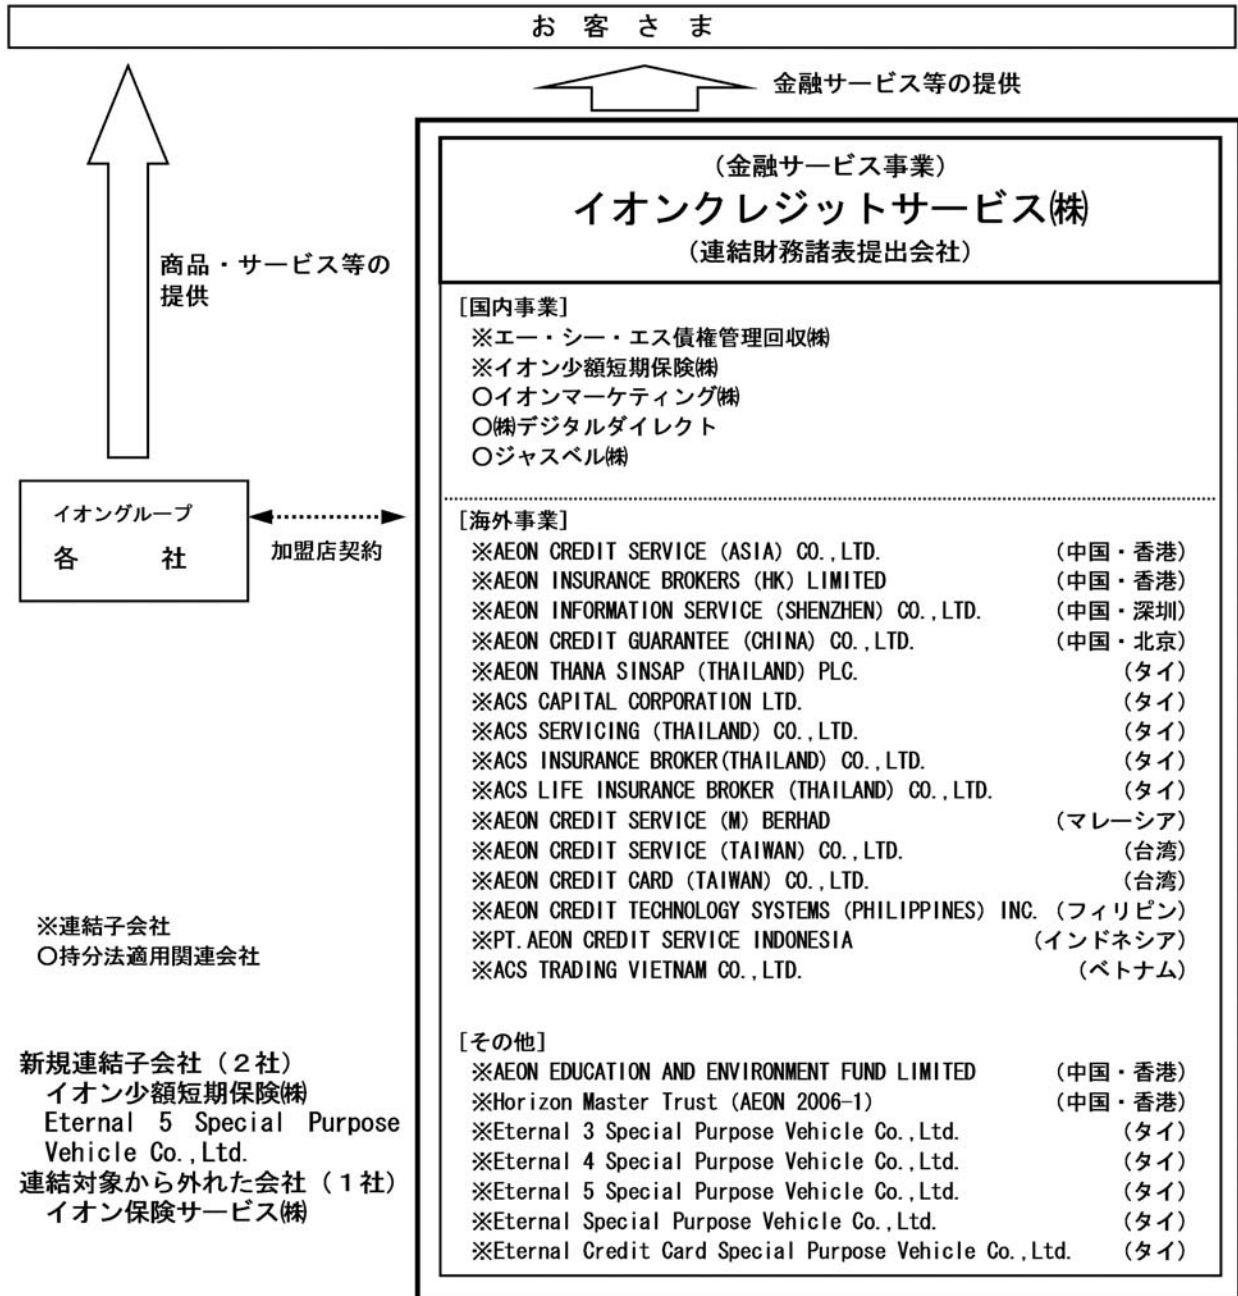 お客さま
金融サービス等の提供
商品・サービス等の
提供
(金融サービス事業)
イオンクレジットサービス㈱
(連結財務諸表提出会社)
[国内事業]
※エー・シー・エス債権管理回収㈱
※イオン少額短期保険㈱
○イオンマーケティング㈱
○㈱デジタルダイレクト
○ジャスベル㈱
イオングループ
各社
加盟店契約
[海外事業]
※AEON CREDIT SERVICE (ASIA) CO.,LTD. (中国・香港)
※AEON INSURANCE BROKERS (HK) LIMITED (中国・香港)
※AEON INFORMATION SERVICE (SHENZHEN) CO.,LTD. (中国・深圳)
※AEON CREDIT GUARANTEE (CHINA) CO.,LTD. (中国・北京)
※AEON THANA SINSAP (THAILAND) PLC. (タイ)
※ACS CAPITAL CORPORATION LTD. (タイ)
※ACS SERVICING (THAILAND) CO.,LTD. (タイ)
※ACS INSURANCE BROKER(THAILAND) CO.,LTD. (タイ)
※ACS LIFE INSURANCE BROKER (THAILAND) CO.,LTD. (タイ)
※AEON CREDIT SERVICE (M) BERHAD (マレーシア)
※AEON CREDIT SERVICE (TAIWAN) CO.,LTD. (台湾)
※AEON CREDIT CARD (TAIWAN) CO.,LTD. (台湾)
※AEON CREDIT TECHNOLOGY SYSTEMS (PHILIPPINES) INC. (フィリピン)
※PT.AEON CREDIT SERVICE INDONESIA (インドネシア)
※ACS TRADING VIETNAM CO.,LTD. (ベトナム)
[その他]
※AEON EDUCATION AND ENVIRONMENT FUND LIMITED (中国・香港)
※Horizon Master Trust (AEON 2006-1) (中国・香港)
※Eternal 3 Special Purpose Vehicle Co.,Ltd. (タイ)
※Eternal 4 Special Purpose Vehicle Co.,Ltd. (タイ)
※Eternal 5 Special Purpose Vehicle Co.,Ltd. (タイ)
※Eternal Special Purpose Vehicle Co.,Ltd. (タイ)
※Eternal Credit Card Special Purpose Vehicle Co.,Ltd. (タイ)
※連結子会社
○持分法適用関連会社
新規連結子会社(2社)
イオン少額短期保険㈱
Eternal 5 Special Purpose
Vehicle Co.,Ltd.
連結対象から外れた会社(1社)
イオン保険サービス㈱